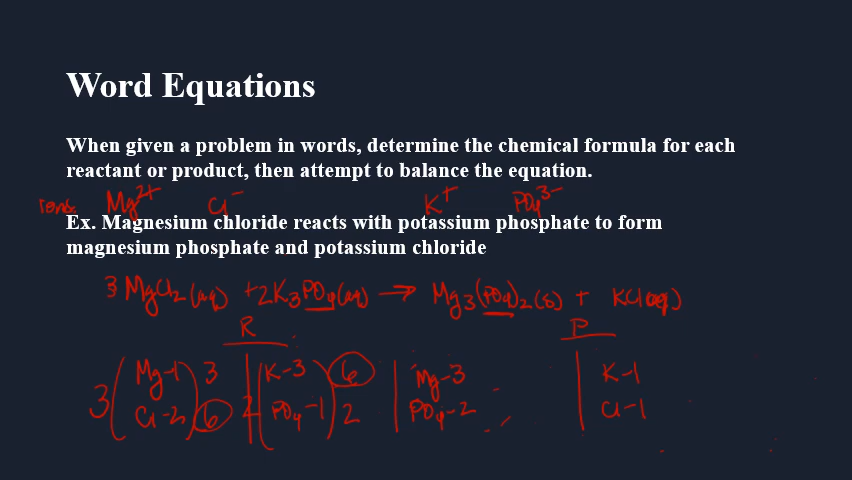 Word Equations
When given a problem in words, determine the chemical formula for each
reactant or product, then attempt to balance the equation.
ions: Mg²⁺ Cl⁻ K⁺ PO₄³⁻
Ex. Magnesium chloride reacts with potassium phosphate to form
magnesium phosphate and potassium chloride
3 MgCl₂ (aq) + 2K₃PO₄ (aq) → Mg₃(PO₄)₂ (s) + KCl (aq)
R P
Mg-1 3 K-3 6 Mg-3 K-1
3 ( Cl-2 ) 6 2 ( PO₄-1 ) 2 PO₄-2 Cl-1